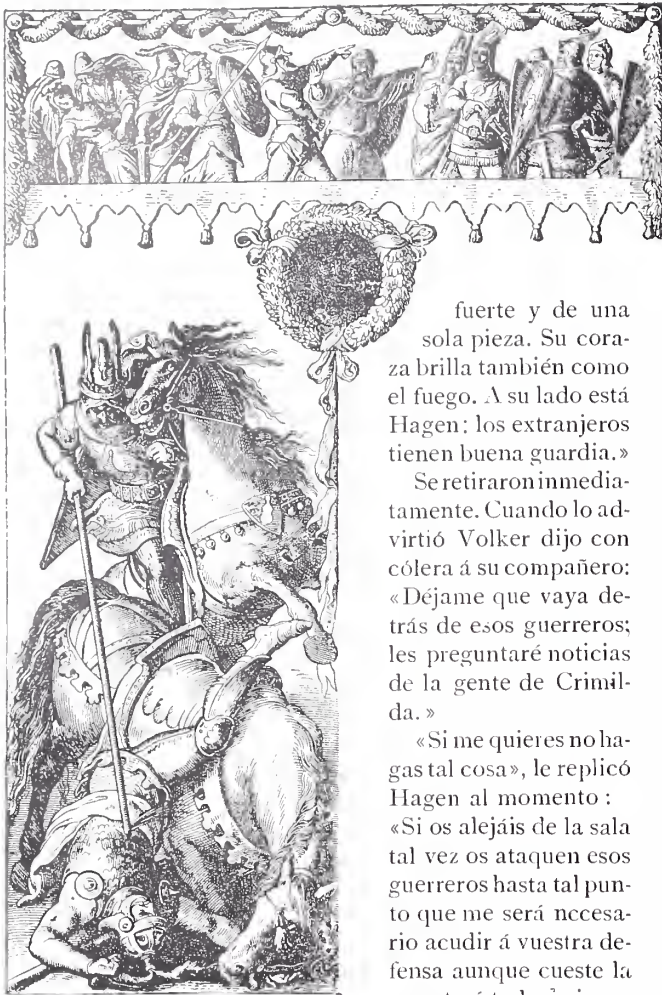 fuerte y de una
sola pieza. Su cora-
za brilla también como
el fuego. A su lado está
Hagen: los extranjeros
tienen buena guardia.»
Se retiraron inmedia-
tamente. Cuando lo ad-
virtió Volker dijo con
cólera á su compañero:
«Déjame que vaya de-
trás de esos guerreros;
les preguntaré noticias
de la gente de Crimil-
da.»
«Si me quieres no ha-
gas tal cosa», le replicó
Hagen al momento:
«Si os alejáis de la sala
tal vez os ataquen esos
guerreros hasta tal pun-
to que me será necesa-
rio acudir á vuestra de-
fensa aunque cueste la